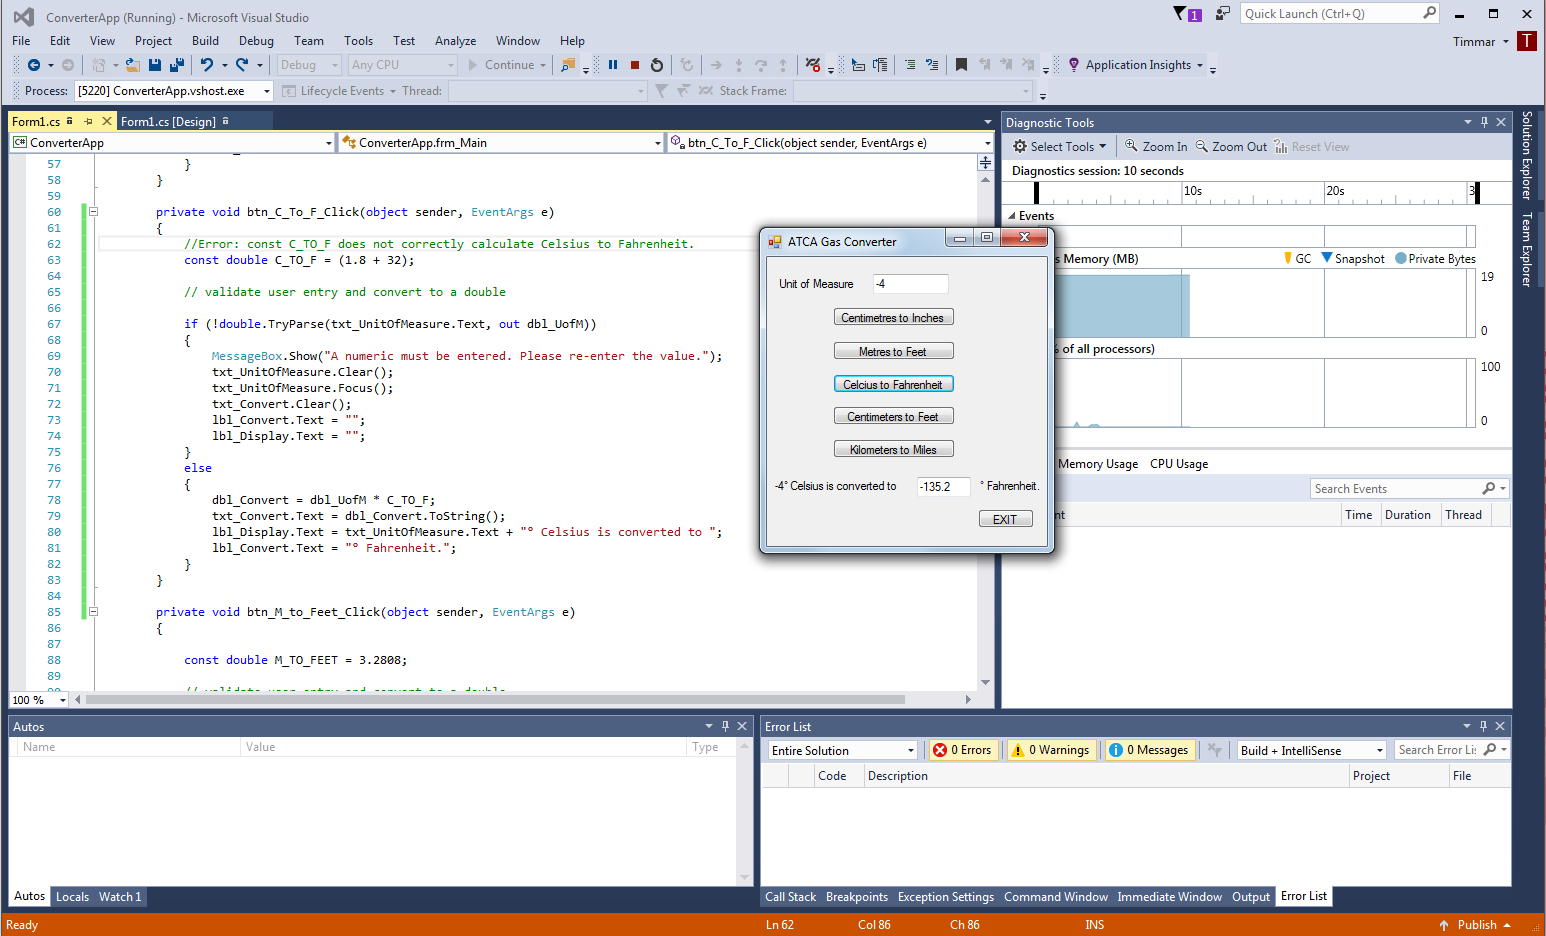 ConverterApp (Running) - Microsoft Visual Studio
1
Quick Launch (Ctrl+Q)
File Edit View Project Build Debug Team Tools Test Analyze Window Help
Timmar
T
Debug
Any CPU
Continue
Application Insights
Process: [5220] ConverterApp.vshost.exe
Lifecycle Events
Thread:
Stack Frame:
Form1.cs
Form1.cs [Design]
C# ConverterApp
ConverterApp.frm_Main
btn_C_To_F_Click(object sender, EventArgs e)
57 }
58 }
59
60 private void btn_C_To_F_Click(object sender, EventArgs e)
61 {
62 //Error: const C_TO_F does not correctly calculate Celsius to Fahrenheit.
63 const double C_TO_F = (1.8 + 32);
64
65 // validate user entry and convert to a double
66
67 if (!double.TryParse(txt_UnitOfMeasure.Text, out dbl_UofM))
68 {
69 MessageBox.Show("A numeric must be entered. Please re-enter the value.");
70 txt_UnitOfMeasure.Clear();
71 txt_UnitOfMeasure.Focus();
72 txt_Convert.Clear();
73 lbl_Convert.Text = "";
74 lbl_Display.Text = "";
75 }
76 else
77 {
78 dbl_Convert = dbl_UofM * C_TO_F;
79 txt_Convert.Text = dbl_Convert.ToString();
80 lbl_Display.Text = txt_UnitOfMeasure.Text + "° Celsius is converted to ";
81 lbl_Convert.Text = "° Fahrenheit.";
82 }
83 }
84
85 private void btn_M_to_Feet_Click(object sender, EventArgs e)
86 {
87
88 const double M_TO_FEET = 3.2808;
89
// validate user entry and convert to a double
100 %
ATCA Gas Converter
Unit of Measure -4
Centimetres to Inches
Metres to Feet
Celcius to Fahrenheit
Centimeters to Feet
Kilometers to Miles
-4° Celsius is converted to -135.2 ° Fahrenheit.
EXIT
Diagnostic Tools
Select Tools Zoom In Zoom Out Reset View
Diagnostics session: 10 seconds
10s 20s 3
Events
s Memory (MB)
GC Snapshot Private Bytes
19
0
% of all processors)
100
0
Memory Usage CPU Usage
Search Events
nt Time Duration Thread
Solution Explorer
Team Explorer
Autos
Name Value Type
Autos Locals Watch 1
Error List
Entire Solution
0 Errors
0 Warnings
0 Messages
Build + IntelliSense
Search Error Lis
Code Description Project File
Call Stack Breakpoints Exception Settings Command Window Immediate Window Output Error List
Ready
Ln 62 Col 86 Ch 86 INS
Publish